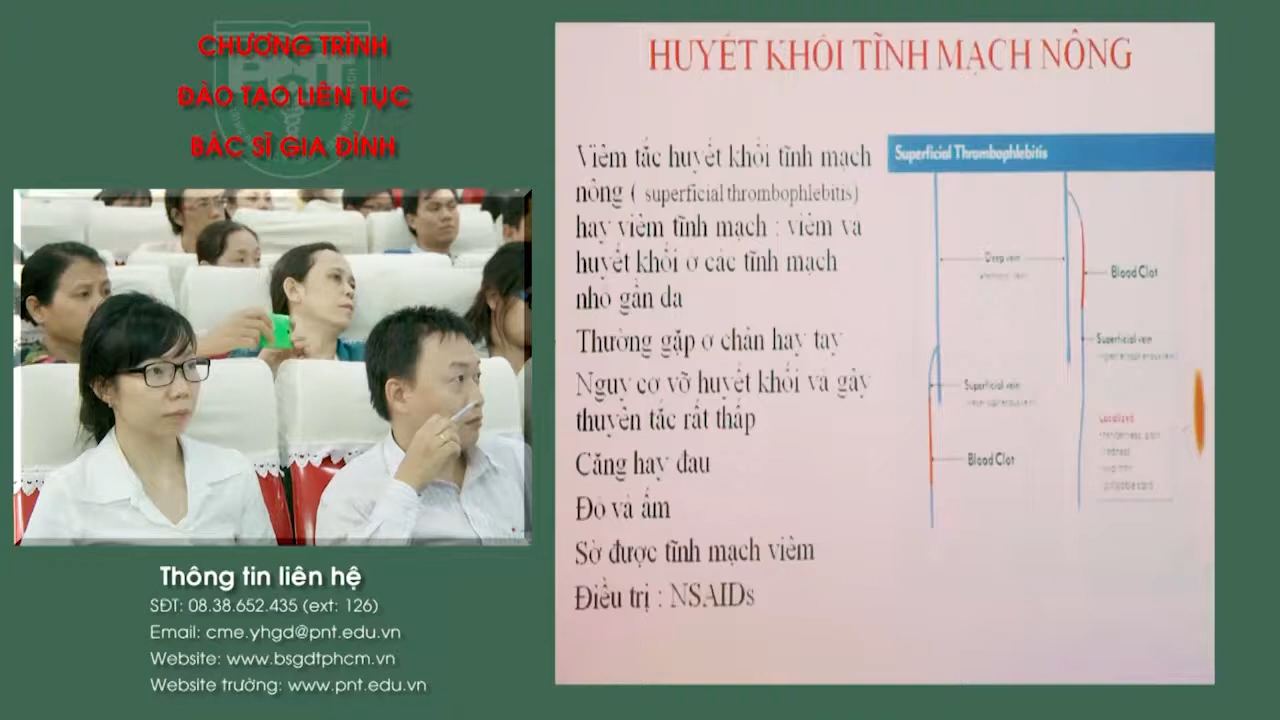 CHƯƠNG TRÌNH
ĐÀO TẠO LIÊN TỤC
BÁC SĨ GIA ĐÌNH
Thông tin liên hệ
SĐT: 08.38.652.435 (ext: 126)
Email: cme.yhgd@pnt.edu.vn
Website: www.bsgdtphcm.vn
Website trường: www.pnt.edu.vn
HUYẾT KHỐI TĨNH MẠCH NÔNG
Viêm tắc huyết khối tĩnh mạch
nông ( superficial thrombophlebitis)
hay viêm tĩnh mạch : viêm và
huyết khối ở các tĩnh mạch
nhỏ gần da
Thường gặp ở chân hay tay
Nguy cơ vỡ huyết khối và gây
thuyên tắc rất thấp
Căng hay đau
Đỏ và ấm
Sờ được tĩnh mạch viêm
Điều trị : NSAIDs
Superficial Thrombophlebitis
Deep vein
Blood Clot
Superficial vein
Superficial vein
Blood Clot
Localized